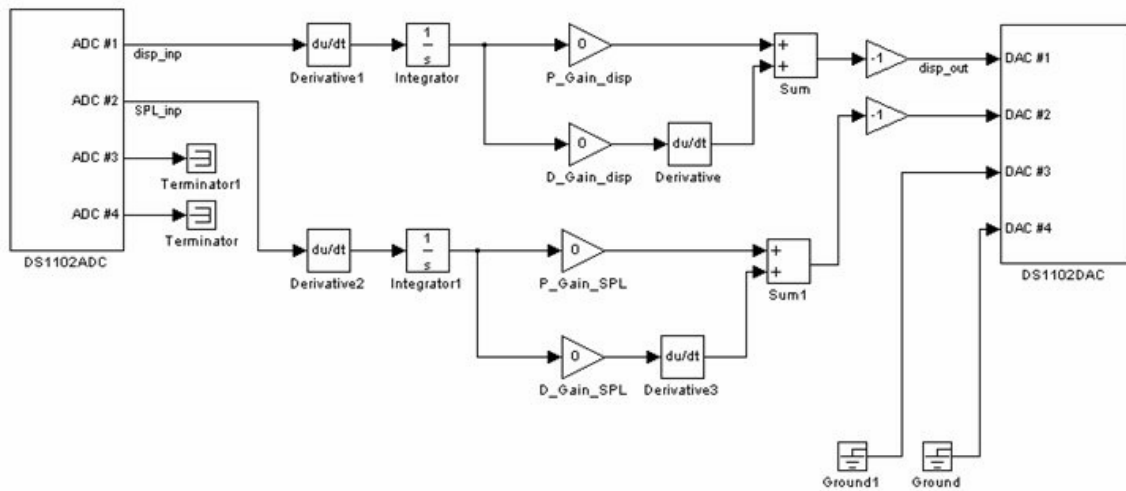 ADC #1
disp_inp
ADC #2
SPL_inp
ADC #3
Terminator1
ADC #4
Terminator
DS1102ADC
du/dt
Derivative1
1
s
Integrator
0
P_Gain_disp
0
D_Gain_disp
du/dt
Derivative
+
+
Sum
-1
disp_out
-1
du/dt
Derivative2
1
s
Integrator1
0
P_Gain_SPL
0
D_Gain_SPL
du/dt
Derivative3
+
+
Sum1
DAC #1
DAC #2
DAC #3
DAC #4
DS1102DAC
Ground1
Ground